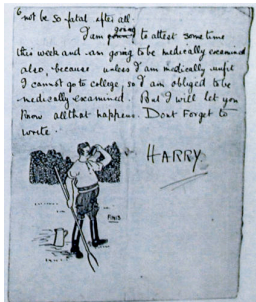 6 not be so fatal after all.
I am going to attest some time
this week and am going to be medically examined
also, because unless I am medically unfit
I cannot go to college, so I am obliged to be
medically examined. But I will let you
know all that happens. Dont Forget to
write.
HARRY
FINIS